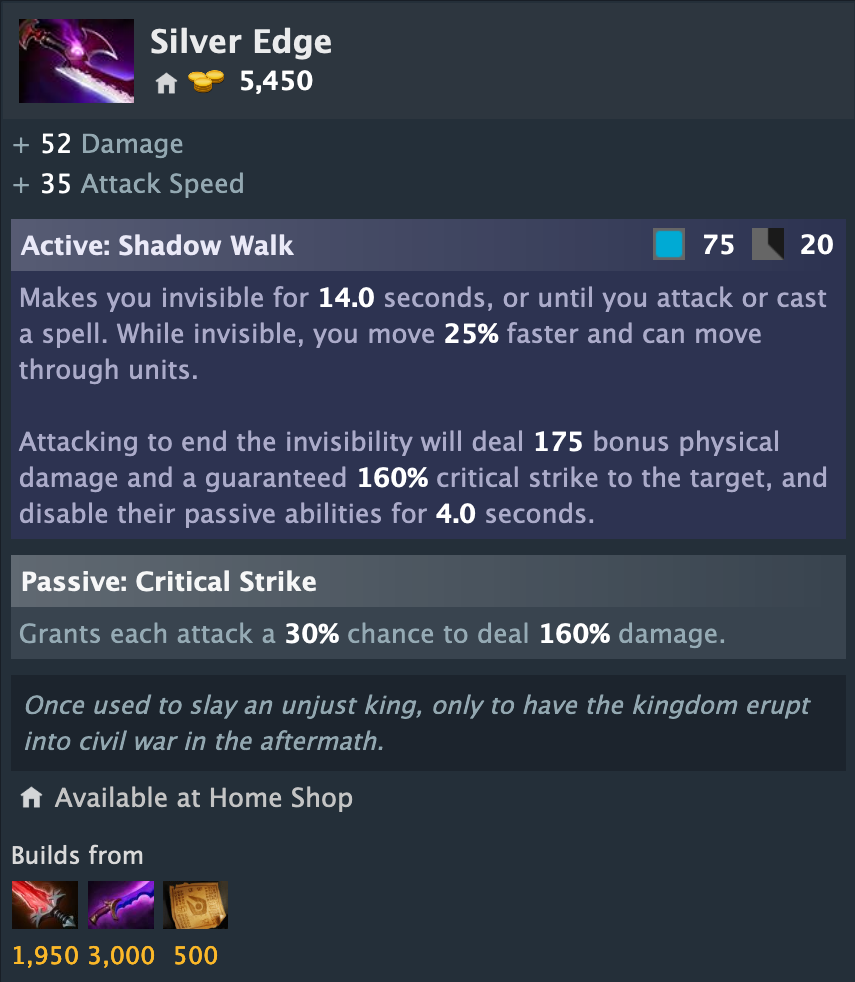 Silver Edge
5,450
+ 52 Damage
+ 35 Attack Speed
Active: Shadow Walk 75 20
Makes you invisible for 14.0 seconds, or until you attack or cast
a spell. While invisible, you move 25% faster and can move
through units.
Attacking to end the invisibility will deal 175 bonus physical
damage and a guaranteed 160% critical strike to the target, and
disable their passive abilities for 4.0 seconds.
Passive: Critical Strike
Grants each attack a 30% chance to deal 160% damage.
Once used to slay an unjust king, only to have the kingdom erupt
into civil war in the aftermath.
Available at Home Shop
Builds from
1,950 3,000 500